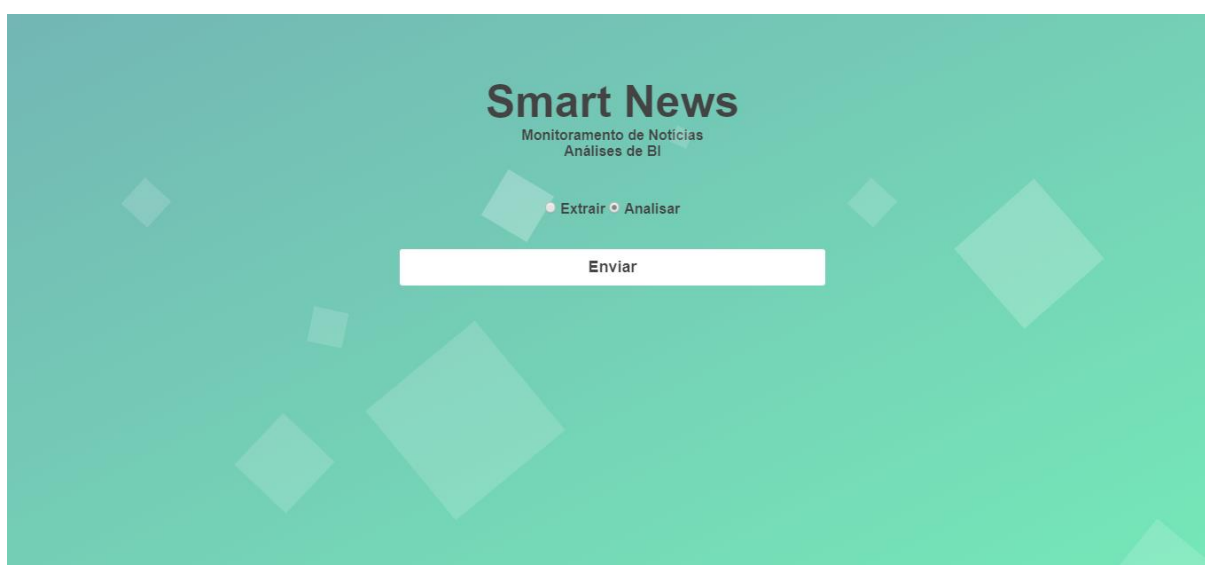 Smart News
Monitoramento de Notícias
Análises de BI
Extrair Analisar
Enviar